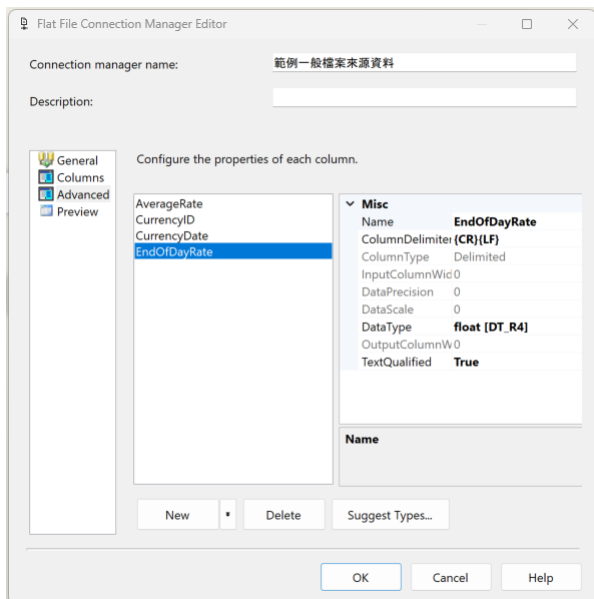 Flat File Connection Manager Editor
Connection manager name:
範例一般檔案來源資料
Description:
General
Columns
Advanced
Preview
Configure the properties of each column.
AverageRate
CurrencyID
CurrencyDate
EndOfDayRate
Misc
Name EndOfDayRate
ColumnDelimiter {CR}{LF}
ColumnType Delimited
InputColumnWid 0
DataPrecision 0
DataScale 0
DataType float [DT_R4]
OutputColumnW 0
TextQualified True
Name
New
Delete
Suggest Types...
OK
Cancel
Help